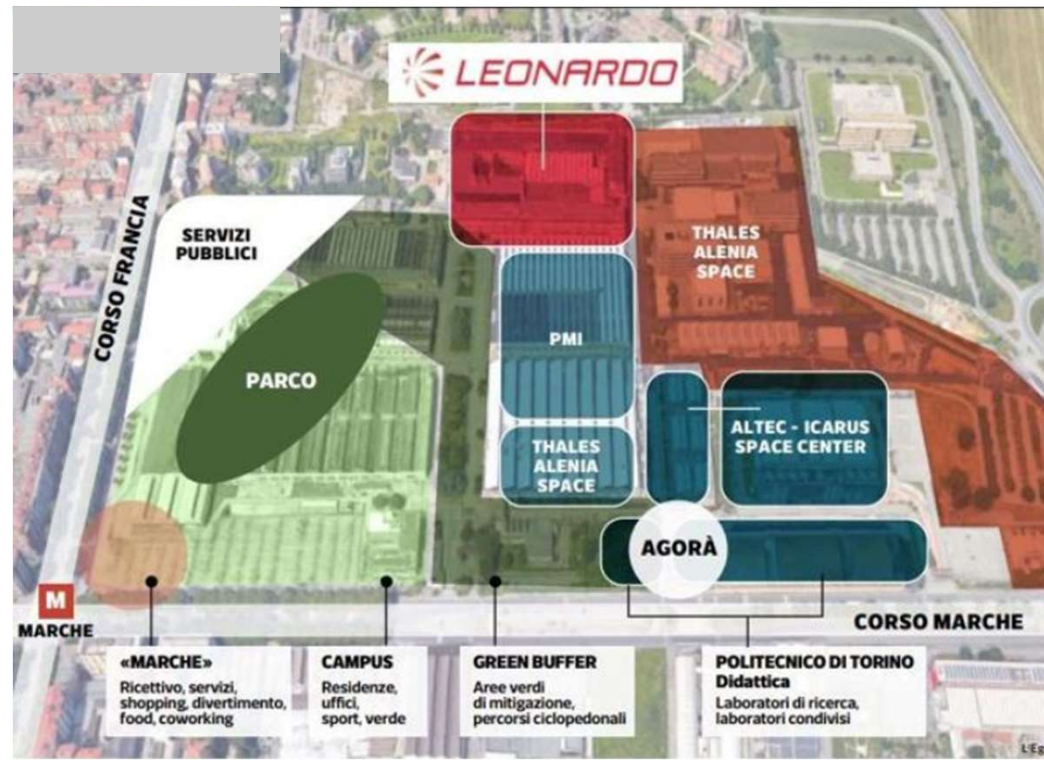 LEONARDO
SERVIZI
PUBBLICI
CORSO FRANCIA
THALES
ALENIA
SPACE
PMI
PARCO
ALTEC - ICARUS
SPACE CENTER
THALES
ALENIA
SPACE
AGORÀ
M
MARCHE
CORSO MARCHE
«MARCHE»
Ricettivo, servizi,
shopping, divertimento,
food, coworking
CAMPUS
Residenze,
uffici,
sport, verde
GREEN BUFFER
Aree verdi
di mitigazione,
percorsi ciclopedonali
POLITECNICO DI TORINO
Didattica
Laboratori di ricerca,
laboratori condivisi